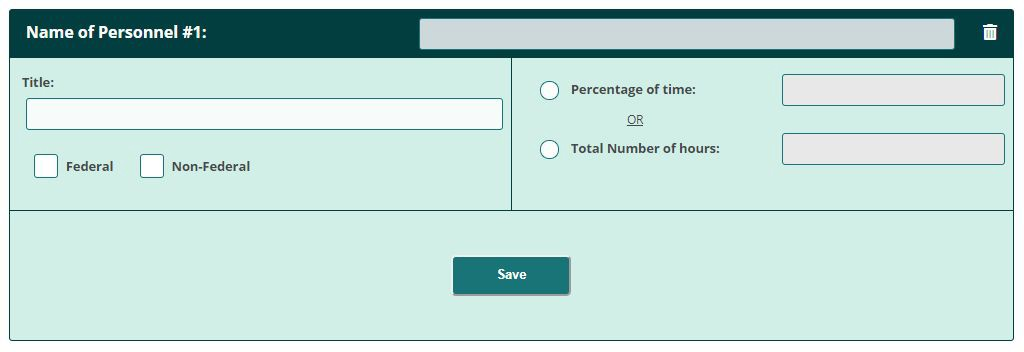 Name of Personnel #1:
Title:
Federal
Non-Federal
Percentage of time:
OR
Total Number of hours:
Save